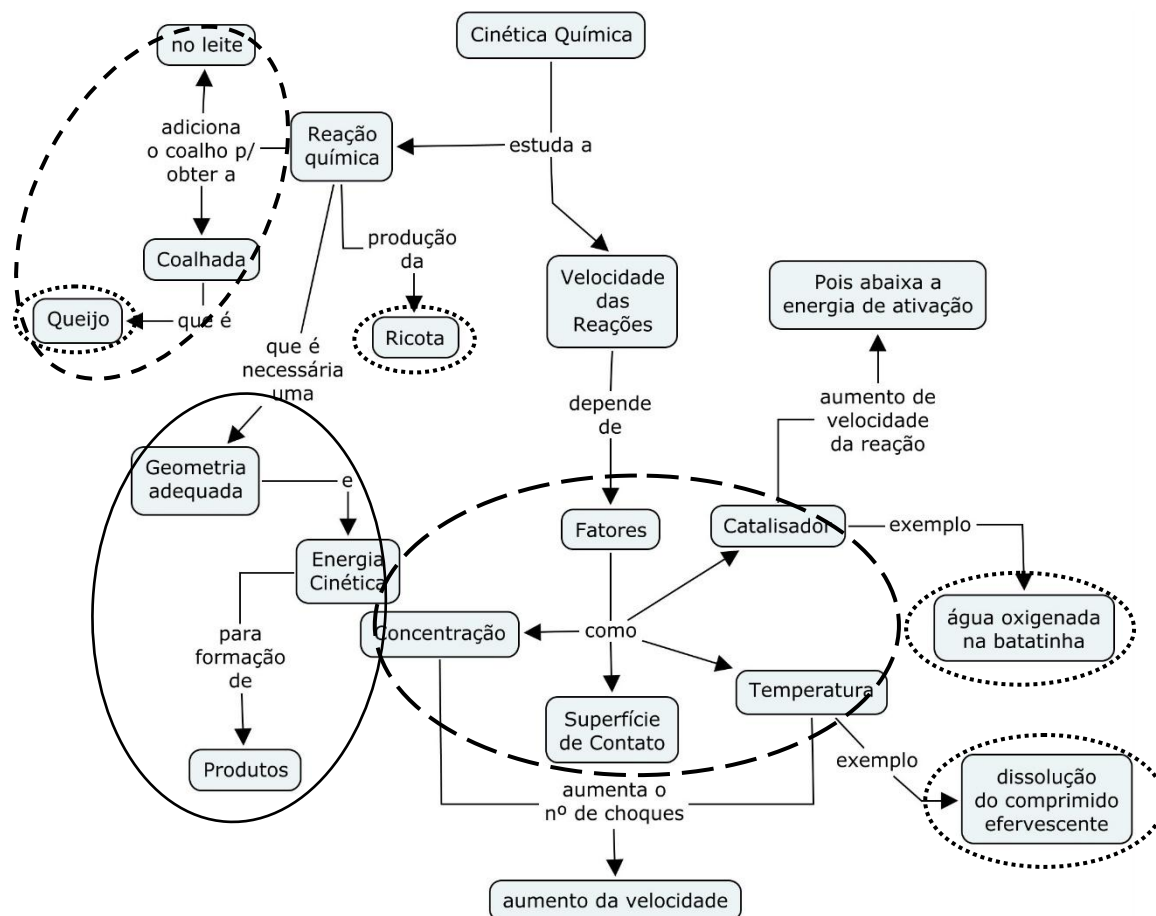 Cinética Química
no leite
adiciona
o coalho p/
obter a
Reação
química
estuda a
Coalhada
produção
da
Velocidade
das
Reações
Pois abaixa a
energia de ativação
Queijo
que é
Ricota
que é
necessária
uma
depende
de
aumento de
velocidade
da reação
Geometria
adequada
e
Fatores
Catalisador
exemplo
Energia
Cinética
água oxigenada
na batatinha
para
formação
de
Concentração
como
Superfície
de Contato
Temperatura
Produtos
exemplo
dissolução
do comprimido
efervescente
aumenta o
nº de choques
aumento da velocidade